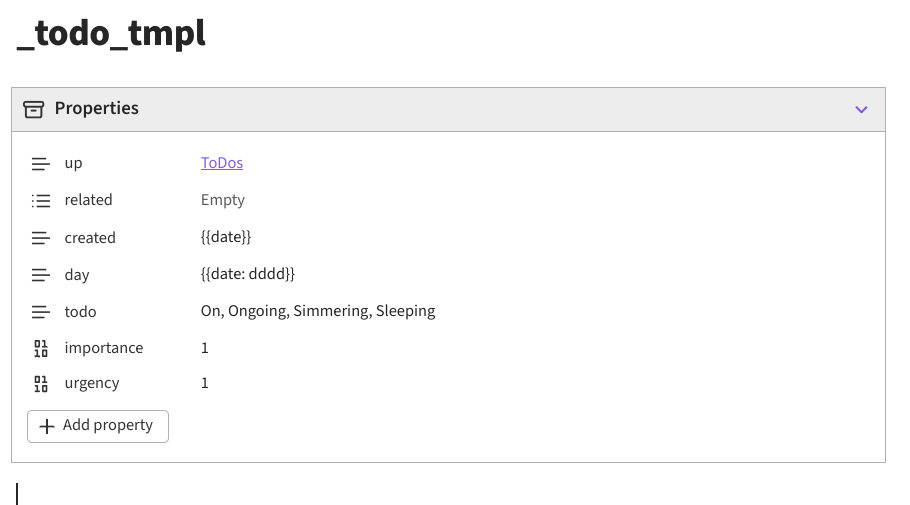 _todo_tmpl
Properties
up ToDos
related Empty
created {{date}}
day {{date: dddd}}
todo On, Ongoing, Simmering, Sleeping
importance 1
urgency 1
Add property